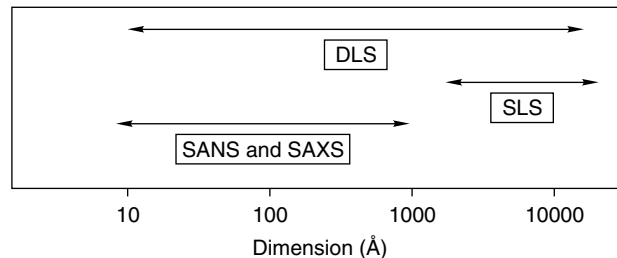 DLS
SLS
SANS and SAXS
10 100 1000 10000
Dimension (Å)